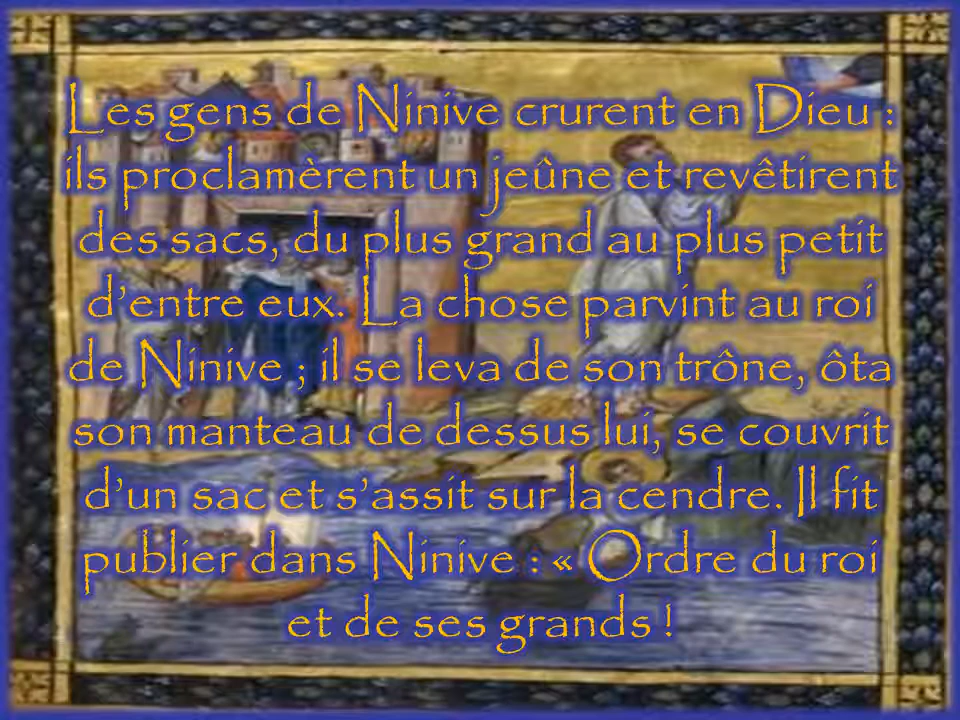 Les gens de Ninive crurent en Dieu :
ils proclamèrent un jeûne et revêtirent
des sacs, du plus grand au plus petit
d’entre eux. La chose parvint au roi
de Ninive ; il se leva de son trône, ôta
son manteau de dessus lui, se couvrit
d’un sac et s’assit sur la cendre. Il fit
publier dans Ninive : « Ordre du roi
et de ses grands !